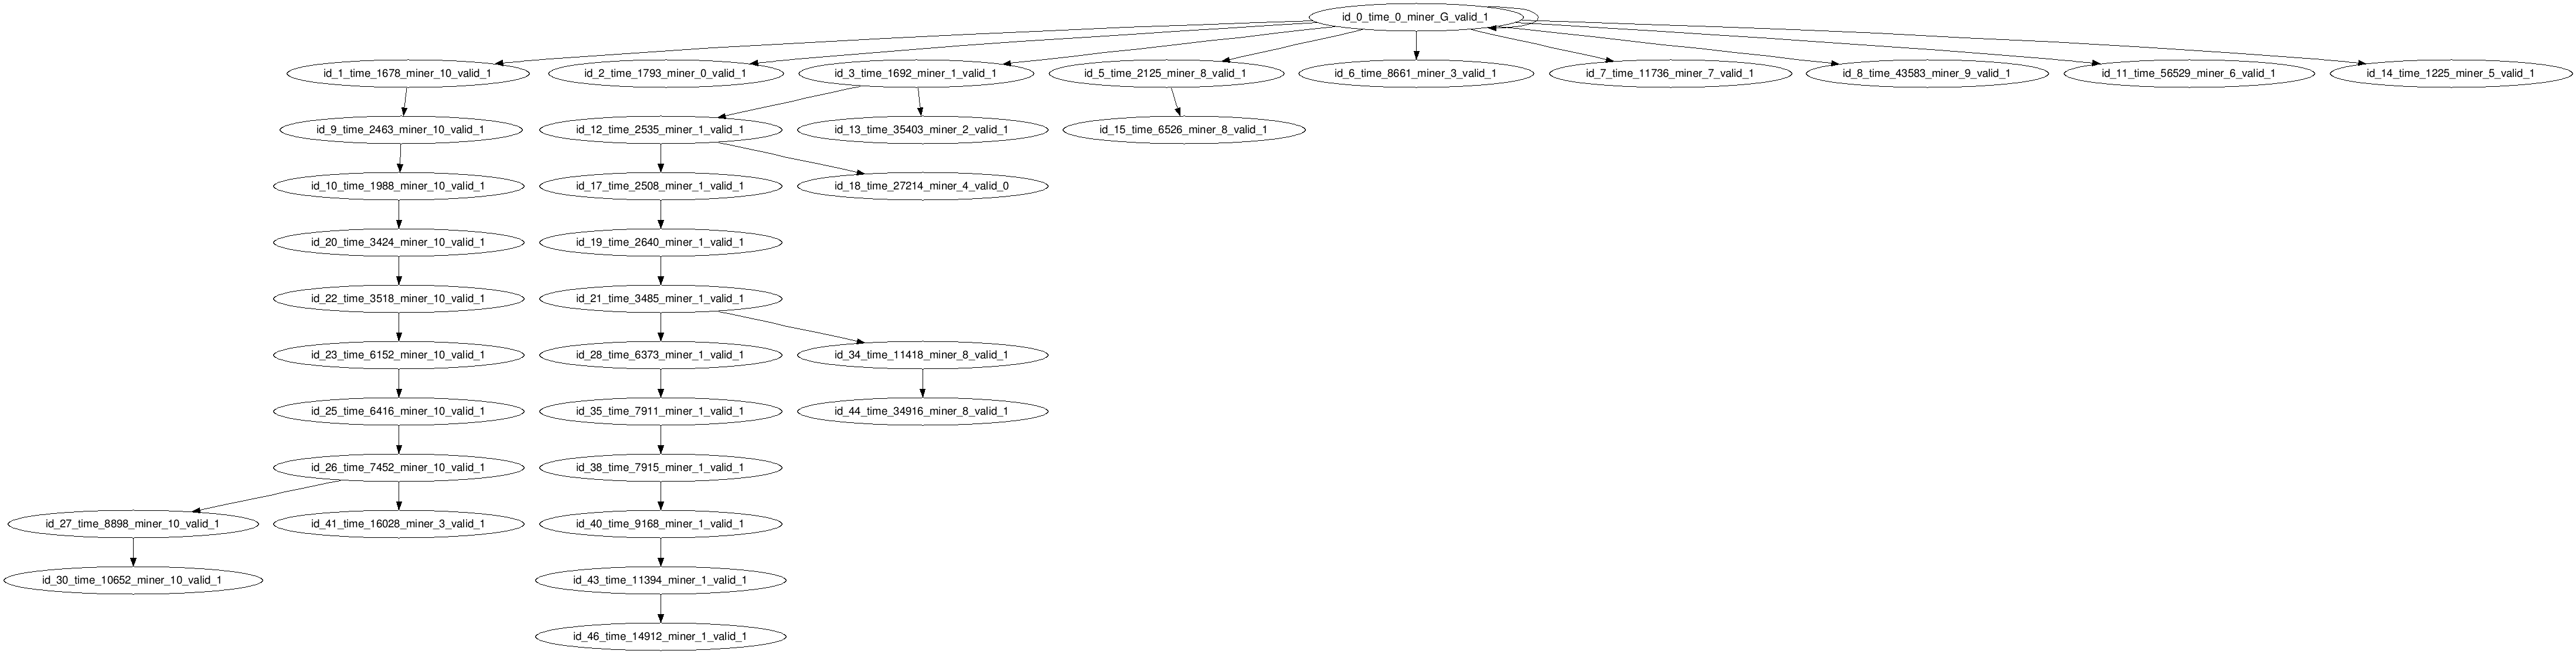 id_0_time_0_miner_G_valid_1
id_1_time_1678_miner_10_valid_1
id_2_time_1793_miner_0_valid_1
id_3_time_1692_miner_1_valid_1
id_5_time_2125_miner_8_valid_1
id_6_time_8661_miner_3_valid_1
id_7_time_11736_miner_7_valid_1
id_8_time_43583_miner_9_valid_1
id_11_time_56529_miner_6_valid_1
id_14_time_1225_miner_5_valid_1
id_9_time_2463_miner_10_valid_1
id_12_time_2535_miner_1_valid_1
id_13_time_35403_miner_2_valid_1
id_15_time_6526_miner_8_valid_1
id_10_time_1988_miner_10_valid_1
id_17_time_2508_miner_1_valid_1
id_18_time_27214_miner_4_valid_0
id_20_time_3424_miner_10_valid_1
id_19_time_2640_miner_1_valid_1
id_22_time_3518_miner_10_valid_1
id_21_time_3485_miner_1_valid_1
id_23_time_6152_miner_10_valid_1
id_28_time_6373_miner_1_valid_1
id_34_time_11418_miner_8_valid_1
id_25_time_6416_miner_10_valid_1
id_35_time_7911_miner_1_valid_1
id_44_time_34916_miner_8_valid_1
id_26_time_7452_miner_10_valid_1
id_38_time_7915_miner_1_valid_1
id_27_time_8898_miner_10_valid_1
id_41_time_16028_miner_3_valid_1
id_40_time_9168_miner_1_valid_1
id_30_time_10652_miner_10_valid_1
id_43_time_11394_miner_1_valid_1
id_46_time_14912_miner_1_valid_1